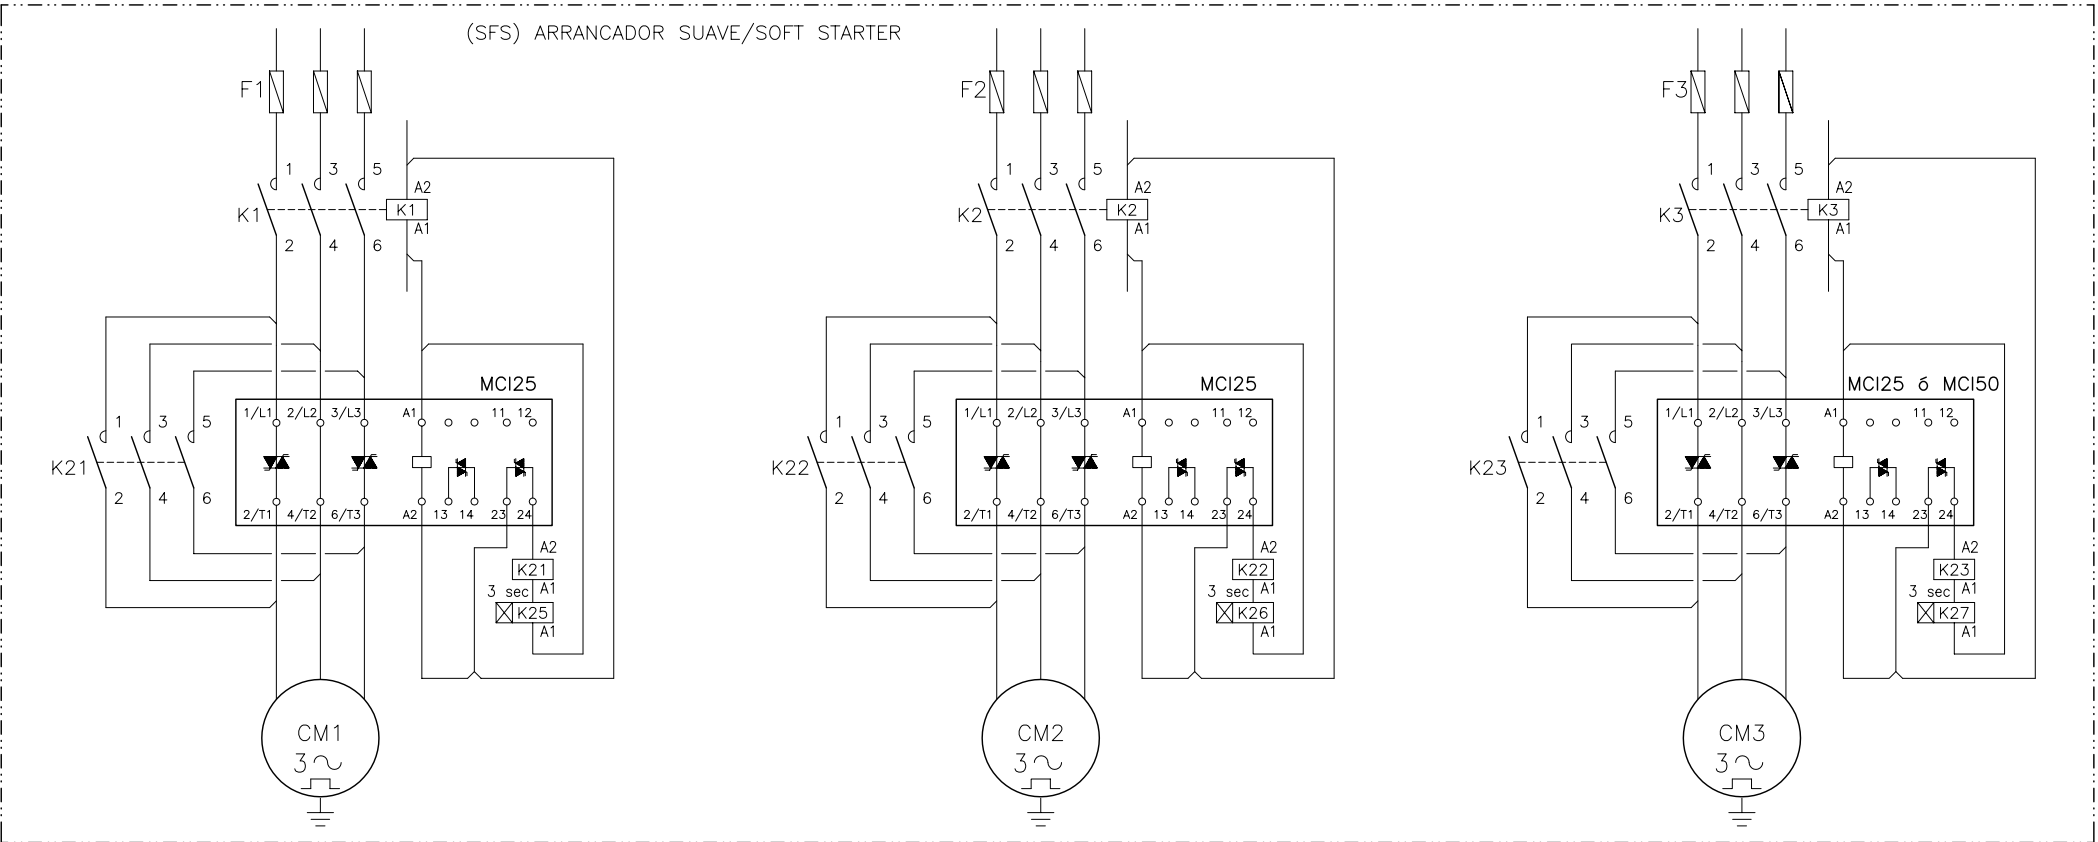 (SFS) ARRANCADOR SUAVE/SOFT STARTER
F1 F2 F3
1 3 5 1 3 5 1 3 5
A2 A2 A2
K1 K1 K2 K2 K3 K3
A1 A1 A1
2 4 6 2 4 6 2 4 6
MCI25 MCI25 MCI25 ó MCI50
1/L1 2/L2 3/L3 A1 11 12 1/L1 2/L2 3/L3 A1 11 12 1/L1 2/L2 3/L3 A1 11 12
1 3 5 1 3 5 1 3 5
K21 K22 K23
2 4 6 2 4 6 2 4 6
2/T1 4/T2 6/T3 A2 13 14 23 24 2/T1 4/T2 6/T3 A2 13 14 23 24 2/T1 4/T2 6/T3 A2 13 14 23 24
A2 A2 A2
K21 K22 K23
3 sec A1 3 sec A1 3 sec A1
K25 K26 K27
A1 A1 A1
CM1 CM2 CM3
3 3 3